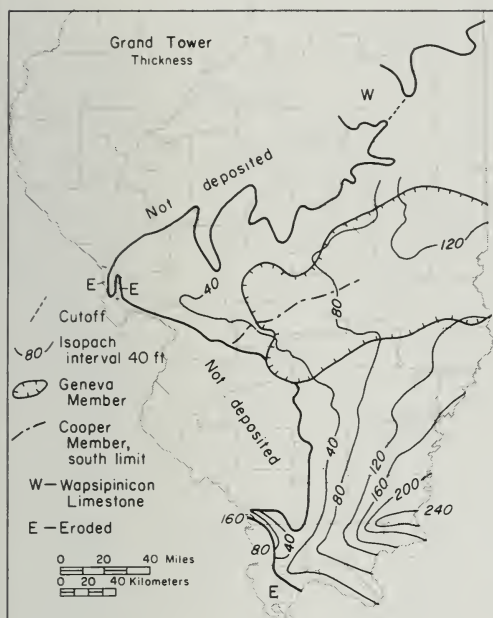 Grand Tower
Thickness
W
Not deposited
120
E
E
40
80
Cutoff
80 Isopach
interval 40 ft
Geneva
Member
Cooper
Member,
south limit
W—Wapsipinicon
Limestone
E—Eroded
Not deposited
40
80
120
160
200
240
160
80
40
E
0 20 40 Miles
0 20 40 Kilometers